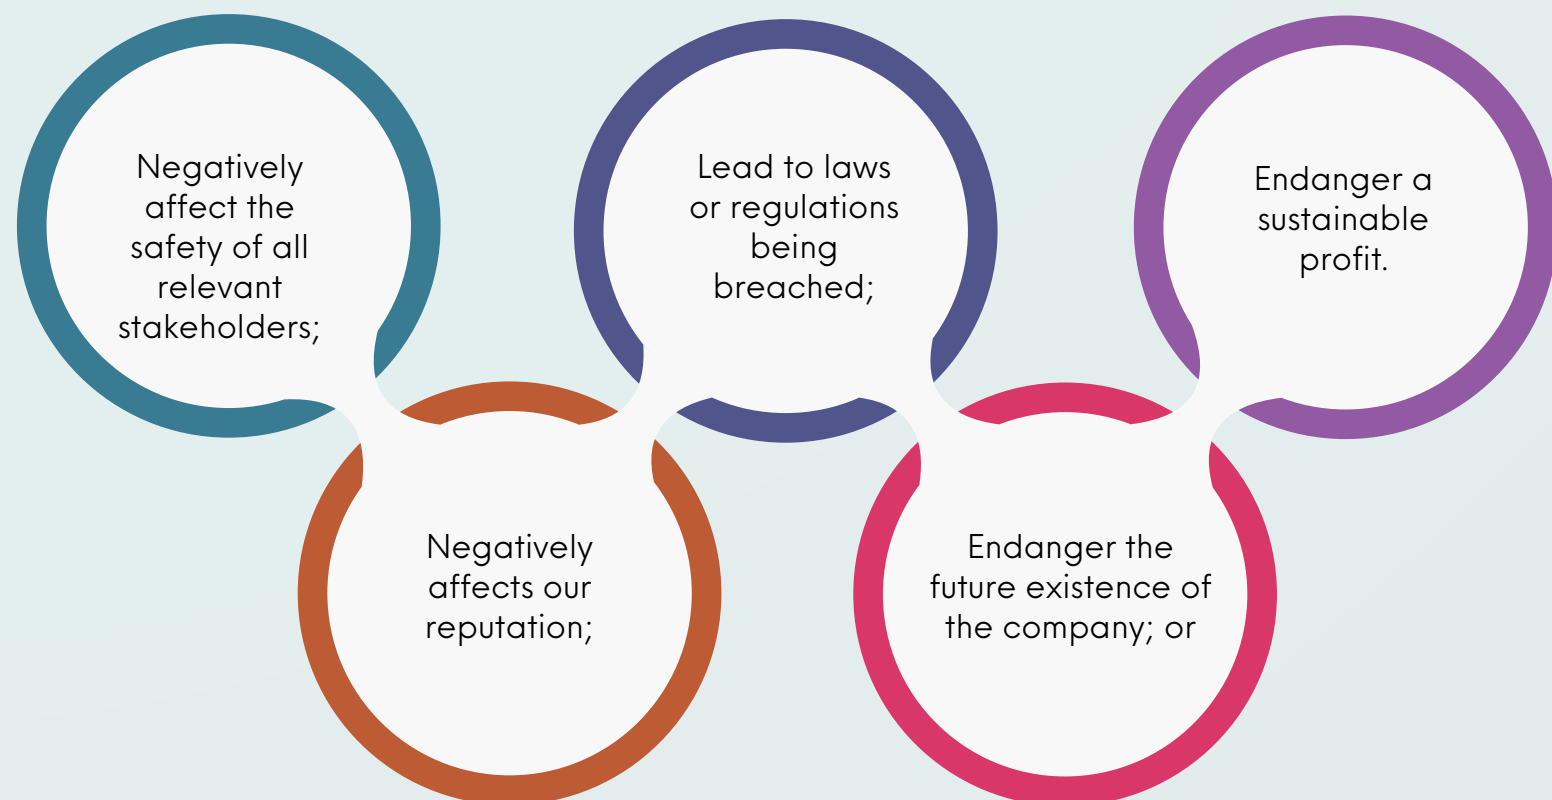 Negatively
affect the
safety of all
relevant
stakeholders;
Negatively
affects our
reputation;
Lead to laws
or regulations
being
breached;
Endanger the
future existence of
the company; or
Endanger a
sustainable
profit.